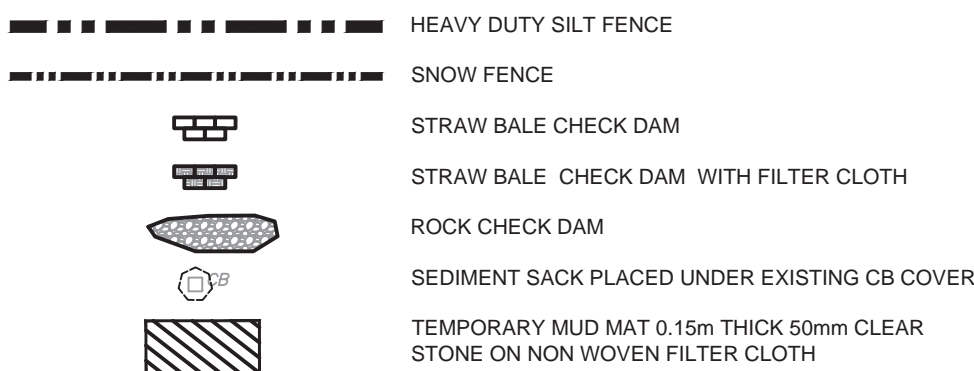 HEAVY DUTY SILT FENCE
SNOW FENCE
STRAW BALE CHECK DAM
STRAW BALE CHECK DAM WITH FILTER CLOTH
ROCK CHECK DAM
CB
SEDIMENT SACK PLACED UNDER EXISTING CB COVER
TEMPORARY MUD MAT 0.15m THICK 50mm CLEAR
STONE ON NON WOVEN FILTER CLOTH